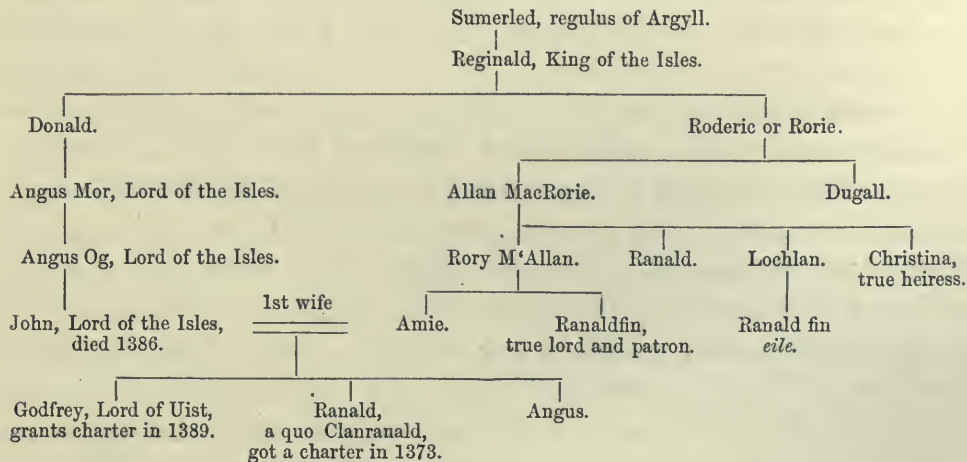 Sumerled, regulus of Argyll.
Reginald, King of the Isles.
Donald.
Roderic or Rorie.
Angus Mor, Lord of the Isles.
Allan MacRorie.
Dugall.
Angus Og, Lord of the Isles.
Rory M‘Allan.
Ranald.
Lochlan.
Christina,
true heiress.
John, Lord of the Isles,
died 1386.
1st wife
Amie.
Ranaldfin,
true lord and patron.
Ranald fin
eile.
Godfrey, Lord of Uist,
grants charter in 1389.
Ranald,
a quo Clanranald,
got a charter in 1373.
Angus.